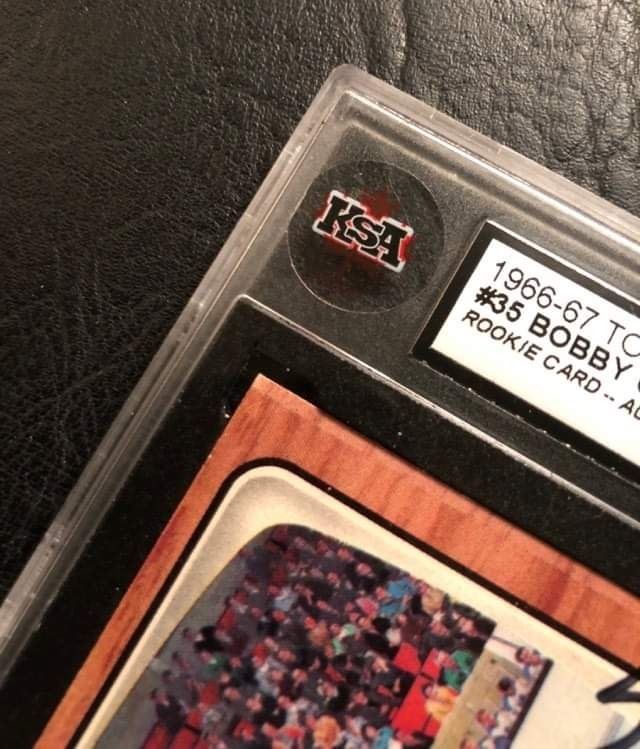 KSA
1966-67 TO
#35 BOBBY
ROOKIE CARD -- AU